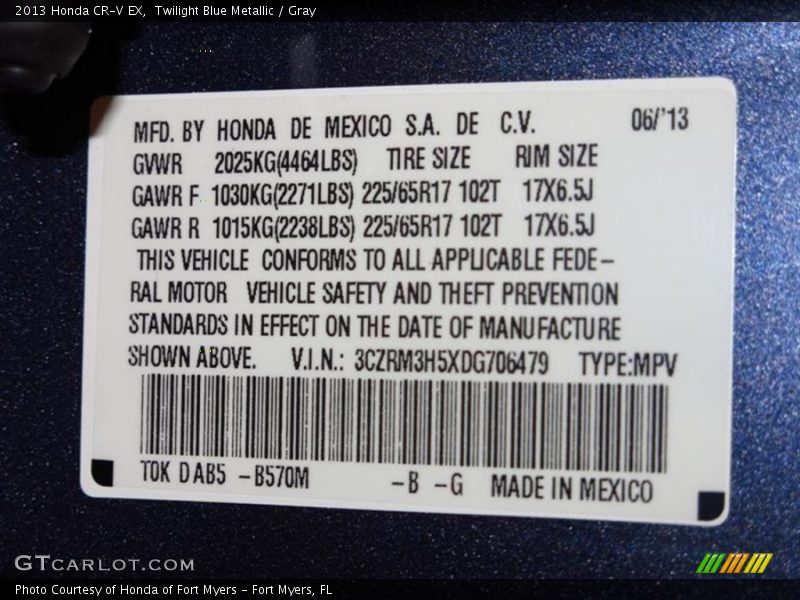 2013 Honda CR-V EX,  Twilight Blue Metallic / Gray
MFD. BY HONDA DE MEXICO S.A. DE C.V. 06/'13
GVWR 2025KG(4464LBS) TIRE SIZE RIM SIZE
GAWR F 1030KG(2271LBS) 225/65R17 102T 17X6.5J
GAWR R 1015KG(2238LBS) 225/65R17 102T 17X6.5J
THIS VEHICLE CONFORMS TO ALL APPLICABLE FEDE-
RAL MOTOR VEHICLE SAFETY AND THEFT PREVENTION
STANDARDS IN EFFECT ON THE DATE OF MANUFACTURE
SHOWN ABOVE. V.I.N.: 3CZRM3H5XDG706479 TYPE:MPV
TOK DAB5 -B570M -B -G MADE IN MEXICO
GTCARLOT.COM
Photo Courtesy of Honda of Fort Myers - Fort Myers, FL